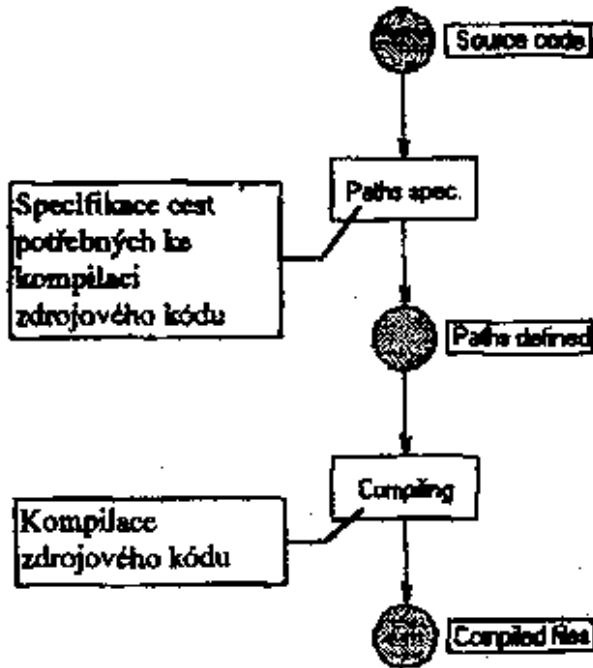 Source code
Paths spec.
Specifikace cest
potřebných ke
kompilaci
zdrojového kódu
Paths defined
Compiling
Kompilace
zdrojového kódu
Compiled files